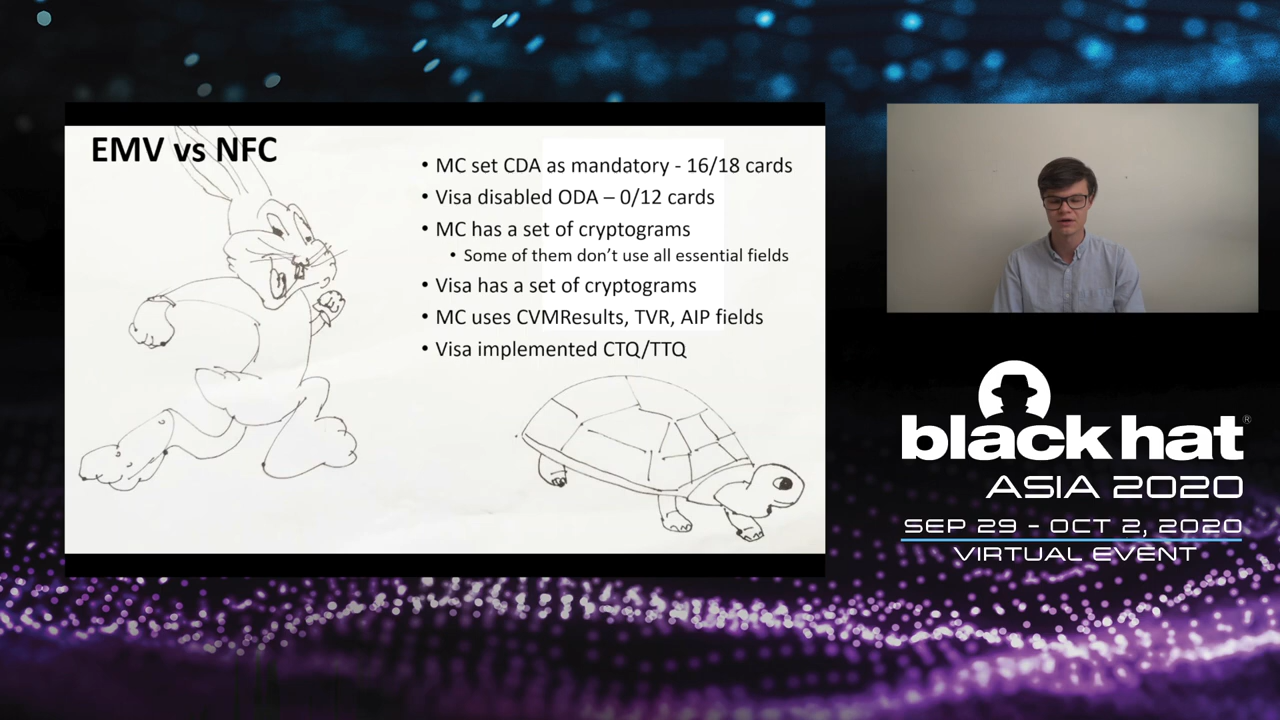 EMV vs NFC
• MC set CDA as mandatory - 16/18 cards
• Visa disabled ODA – 0/12 cards
• MC has a set of cryptograms
• Some of them don’t use all essential fields
• Visa has a set of cryptograms
• MC uses CVMResults, TVR, AIP fields
• Visa implemented CTQ/TTQ
black hat®
ASIA 2020
SEP 29 - OCT 2, 2020
VIRTUAL EVENT